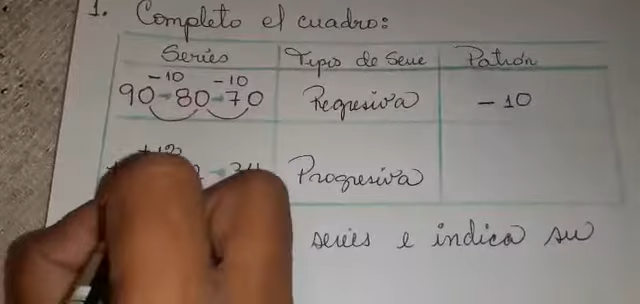 1. Completo el cuadro:
Series Tipos de Serie Patrón
-10 -10
90-80-70 Regresiva -10
Progresiva
series e indica su